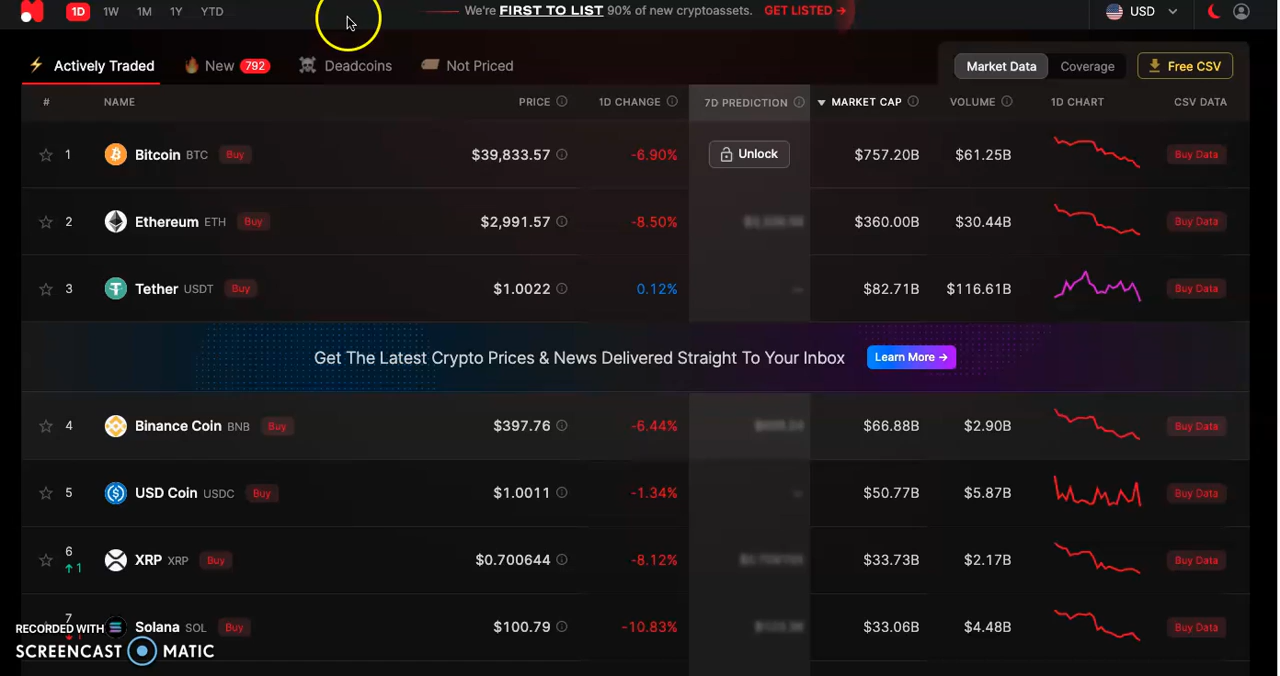 1D 1W 1M 1Y YTD We're FIRST TO LIST 90% of new cryptoassets. GET LISTED → USD
Actively Traded New 792 Deadcoins Not Priced Market Data Coverage Free CSV
# NAME PRICE 1D CHANGE 7D PREDICTION MARKET CAP VOLUME 1D CHART CSV DATA
1 Bitcoin BTC Buy $39,833.57 -6.90% Unlock $757.20B $61.25B Buy Data
2 Ethereum ETH Buy $2,991.57 -8.50% $360.00B $30.44B Buy Data
3 Tether USDT Buy $1.0022 0.12% $82.71B $116.61B Buy Data
Get The Latest Crypto Prices & News Delivered Straight To Your Inbox Learn More →
4 Binance Coin BNB Buy $397.76 -6.44% $66.88B $2.90B Buy Data
5 USD Coin USDC Buy $1.0011 -1.34% $50.77B $5.87B Buy Data
6 ↑ 1 XRP XRP Buy $0.700644 -8.12% $33.73B $2.17B Buy Data
7 Solana SOL Buy $100.79 -10.83% $33.06B $4.48B Buy Data
RECORDED WITH
SCREENCAST MATIC